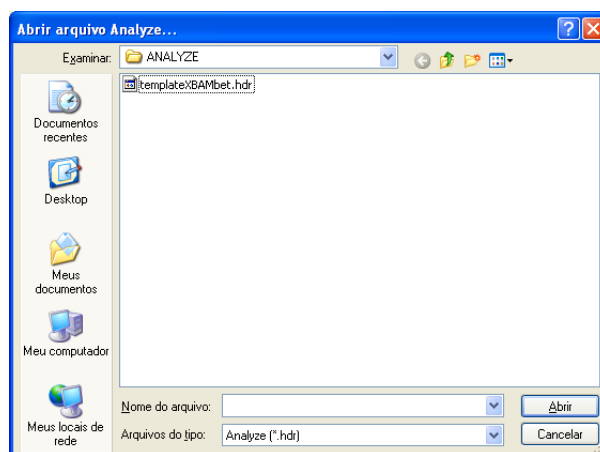 Abrir arquivo Analyze...
Examinar:
ANALYZE
templateXBAMbet.hdr
Documentos
recentes
Desktop
Meus
documentos
Meu computador
Meus locais de
rede
Nome do arquivo:
Abrir
Arquivos do tipo:
Analyze (*.hdr)
Cancelar